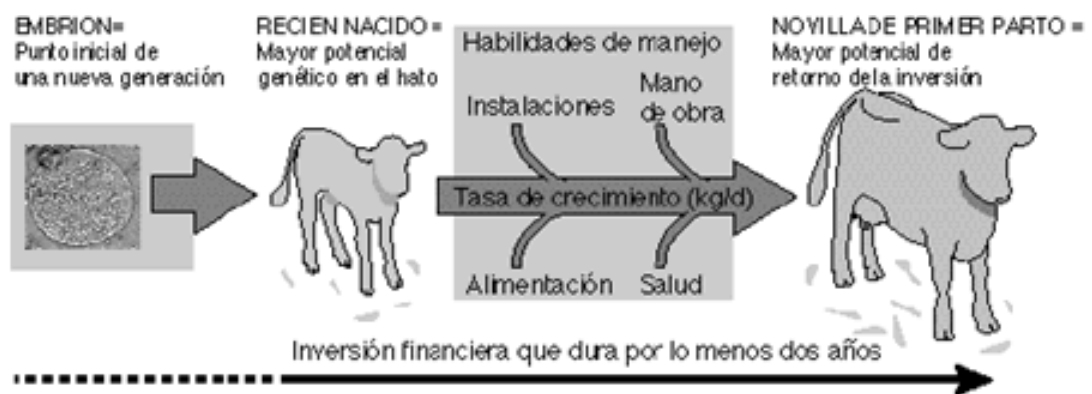 EMBRION=
Punto inicial de
una nueva generación
RECIEN NACIDO =
Mayor potencial
genético en el hato
Habilidades de manejo
Instalaciones
Mano
de obra
Tasa de crecimiento (kg/d)
Alimentación
Salud
NOVILLA DE PRIMER PARTO =
Mayor potencial de
retorno dela inversión
Inversión financiera que dura por lo menos dos años